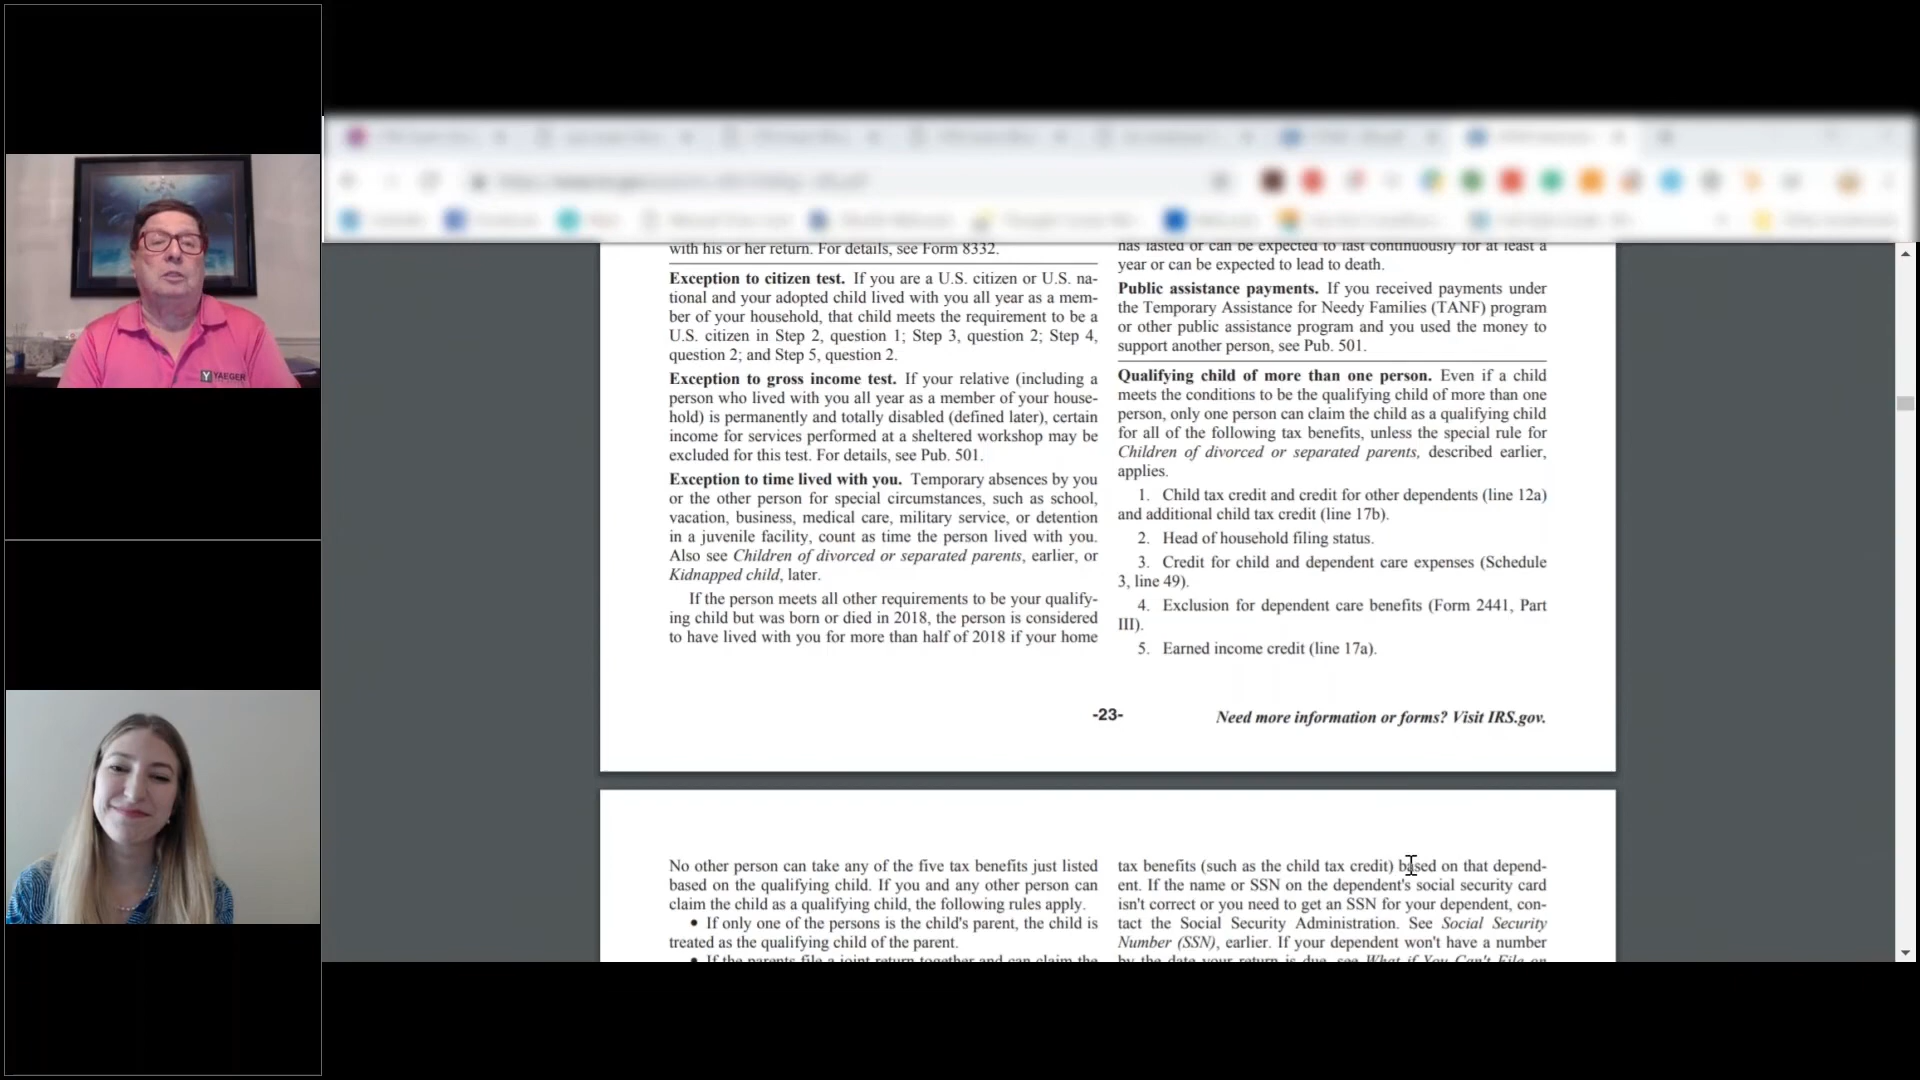 YAEGER
with his or her return. For details, see Form 8332.
Exception to citizen test. If you are a U.S. citizen or U.S. na-
tional and your adopted child lived with you all year as a mem-
ber of your household, that child meets the requirement to be a
U.S. citizen in Step 2, question 1; Step 3, question 2; Step 4,
question 2; and Step 5, question 2.
Exception to gross income test. If your relative (including a
person who lived with you all year as a member of your house-
hold) is permanently and totally disabled (defined later), certain
income for services performed at a sheltered workshop may be
excluded for this test. For details, see Pub. 501.
Exception to time lived with you. Temporary absences by you
or the other person for special circumstances, such as school,
vacation, business, medical care, military service, or detention
in a juvenile facility, count as time the person lived with you.
Also see Children of divorced or separated parents, earlier, or
Kidnapped child, later.
If the person meets all other requirements to be your qualify-
ing child but was born or died in 2018, the person is considered
to have lived with you for more than half of 2018 if your home
has lasted or can be expected to last continuously for at least a
year or can be expected to lead to death.
Public assistance payments. If you received payments under
the Temporary Assistance for Needy Families (TANF) program
or other public assistance program and you used the money to
support another person, see Pub. 501.
Qualifying child of more than one person. Even if a child
meets the conditions to be the qualifying child of more than one
person, only one person can claim the child as a qualifying child
for all of the following tax benefits, unless the special rule for
Children of divorced or separated parents, described earlier,
applies.
1. Child tax credit and credit for other dependents (line 12a)
and additional child tax credit (line 17b).
2. Head of household filing status.
3. Credit for child and dependent care expenses (Schedule
3, line 49).
4. Exclusion for dependent care benefits (Form 2441, Part
III).
5. Earned income credit (line 17a).
-23-
Need more information or forms? Visit IRS.gov.
No other person can take any of the five tax benefits just listed
based on the qualifying child. If you and any other person can
claim the child as a qualifying child, the following rules apply.
• If only one of the persons is the child's parent, the child is
treated as the qualifying child of the parent.
• If the parents file a joint return together and can claim the
tax benefits (such as the child tax credit) based on that depend-
ent. If the name or SSN on the dependent's social security card
isn't correct or you need to get an SSN for your dependent, con-
tact the Social Security Administration. See Social Security
Number (SSN), earlier. If your dependent won't have a number
by the date your return is due, see What if You Can't File on